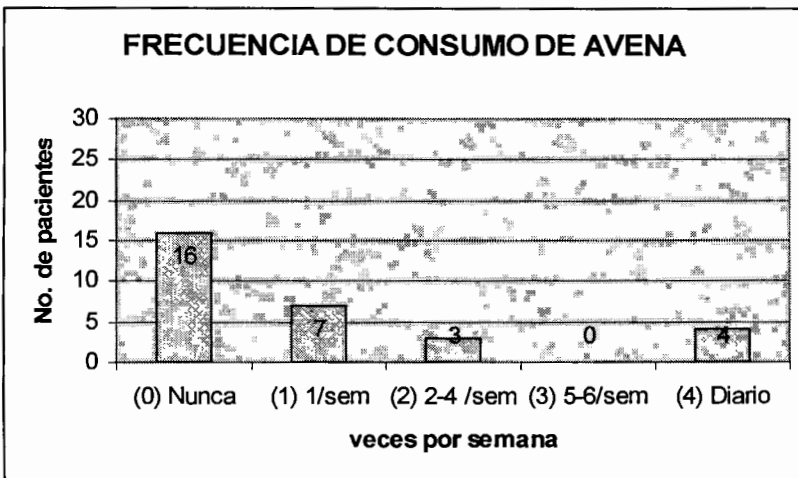 FRECUENCIA DE CONSUMO DE AVENA
No. de pacientes
30
25
20
15
10
5
0
16
7
3
0
4
(0) Nunca
(1) 1/sem
(2) 2-4 /sem
(3) 5-6/sem
(4) Diario
veces por semana